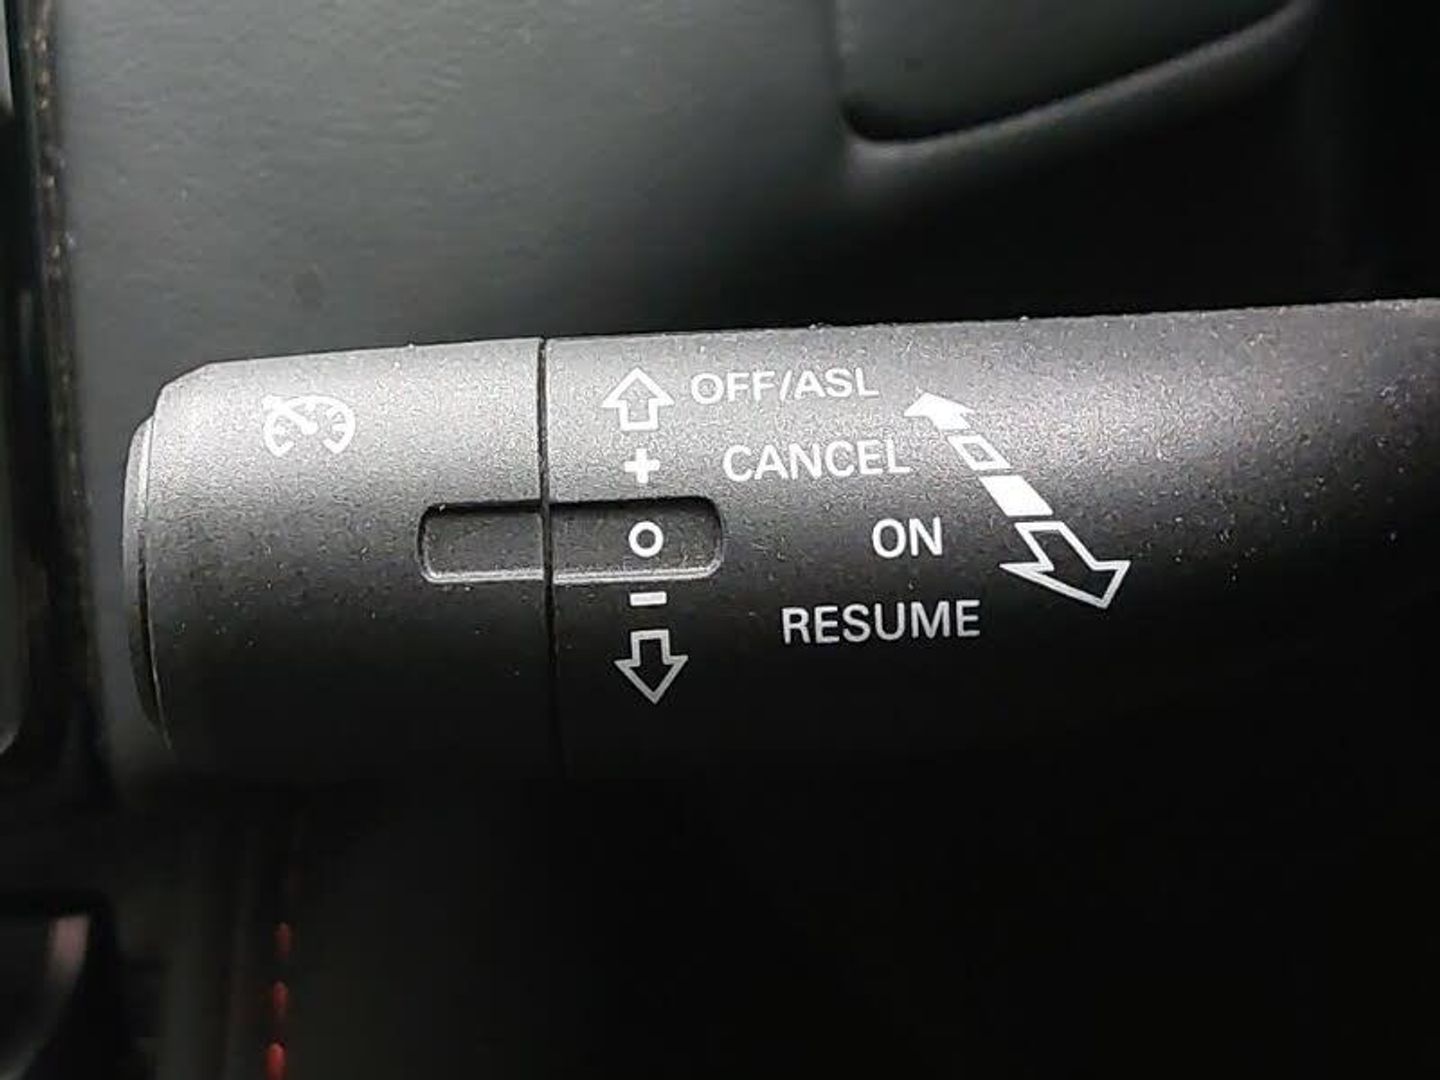 OFF/ASL
+ CANCEL
O ON
- RESUME